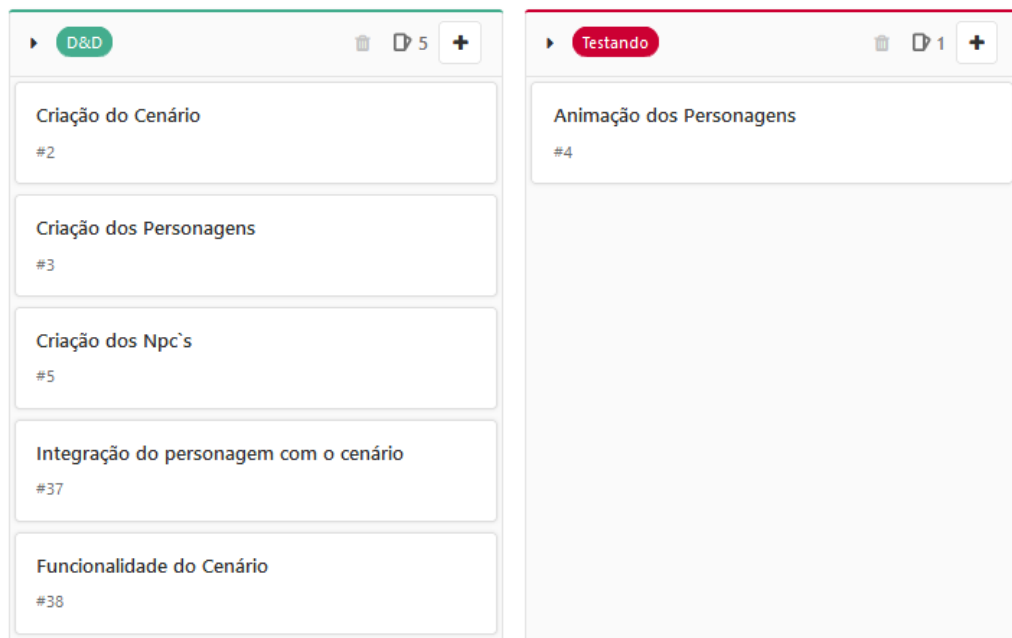 D&D 5
Criação do Cenário
#2
Criação dos Personagens
#3
Criação dos Npc`s
#5
Integração do personagem com o cenário
#37
Funcionalidade do Cenário
#38
Testando 1
Animação dos Personagens
#4